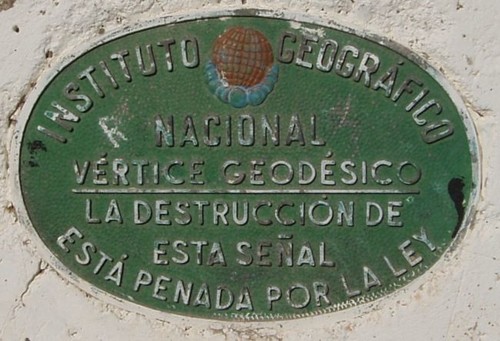 INSTITUTO GEOGRÁFICO
NACIONAL
VÉRTICE GEODÉSICO
LA DESTRUCCIÓN DE
ESTA SEÑAL
ESTÁ PENADA POR LA LEY